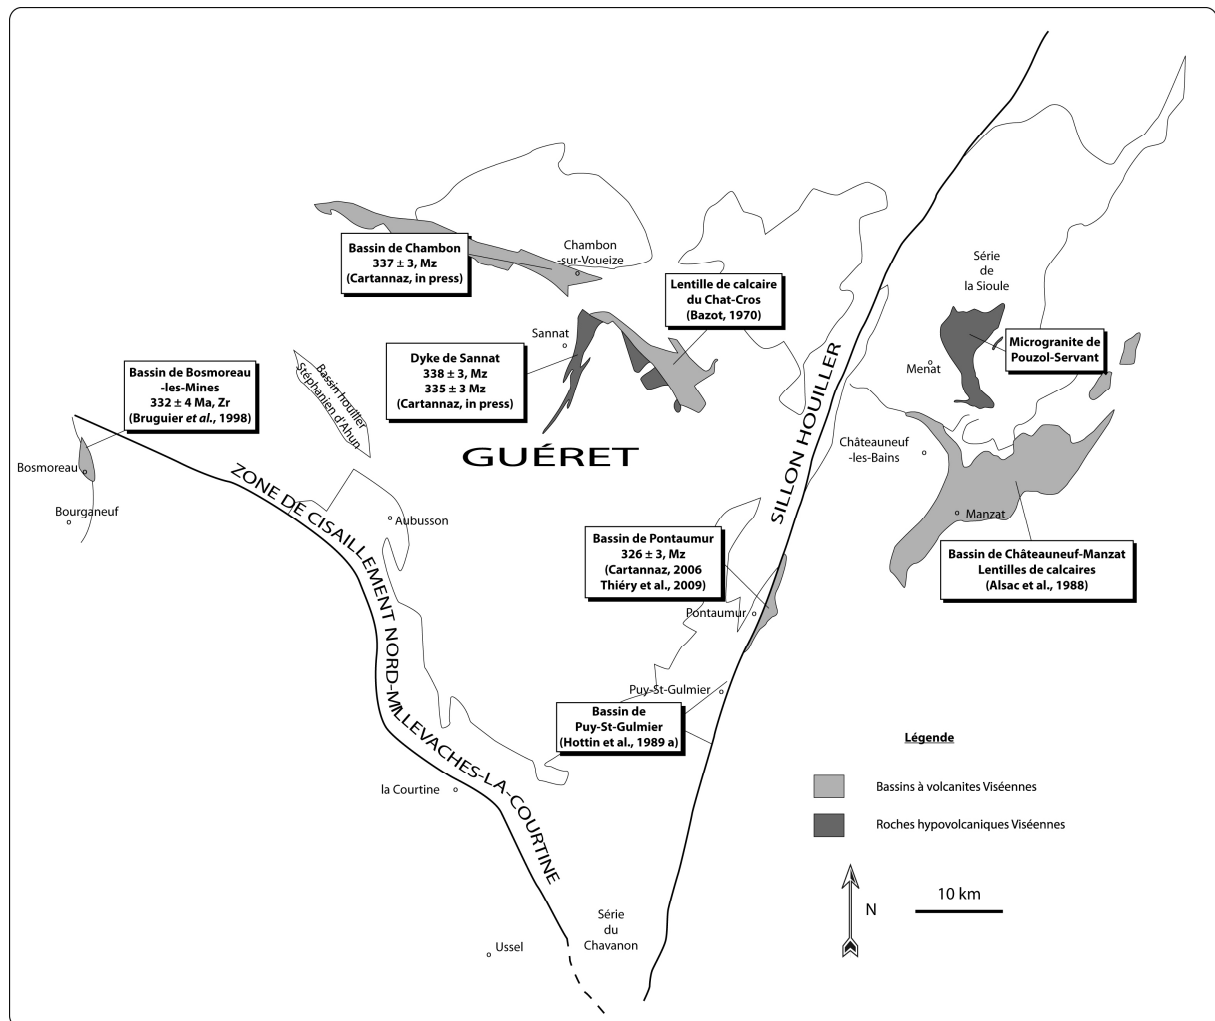 Bassin de Chambon
337 ± 3, Mz
(Cartannaz, in press)
Chambon
-sur-Voueize
Série
de
la Sioule
Lentille de calcaire
du Chat-Cros
(Bazot, 1970)
Sannat
Dyke de Sannat
338 ± 3, Mz
335 ± 3 Mz
(Cartannaz, in press)
Microgranite de
Pouzol-Servant
Menat
Bassin de Bosmoreau
-les-Mines
332 ± 4 Ma, Zr
(Bruguier et al., 1998)
Bassin houiller
Stéphanien d'Ahun
GUÉRET
SILLON HOUILLER
Châteauneuf
-les-Bains
Bosmoreau
Bourganeuf
ZONE DE CISAILLEMENT NORD-MILLEVACHES-LA-COURTINE
Aubusson
Manzat
Bassin de Pontaumur
326 ± 3, Mz
(Cartannaz, 2006
Thiéry et al., 2009)
Bassin de Châteauneuf-Manzat
Lentilles de calcaires
(Alsac et al., 1988)
Pontaumur
Puy-St-Gulmier
Bassin de
Puy-St-Gulmier
(Hottin et al., 1989 a)
la Courtine
Légende
Bassins à volcanites Viséennes
Roches hypovolcaniques Viséennes
N
10 km
Série
du
Chavanon
Ussel